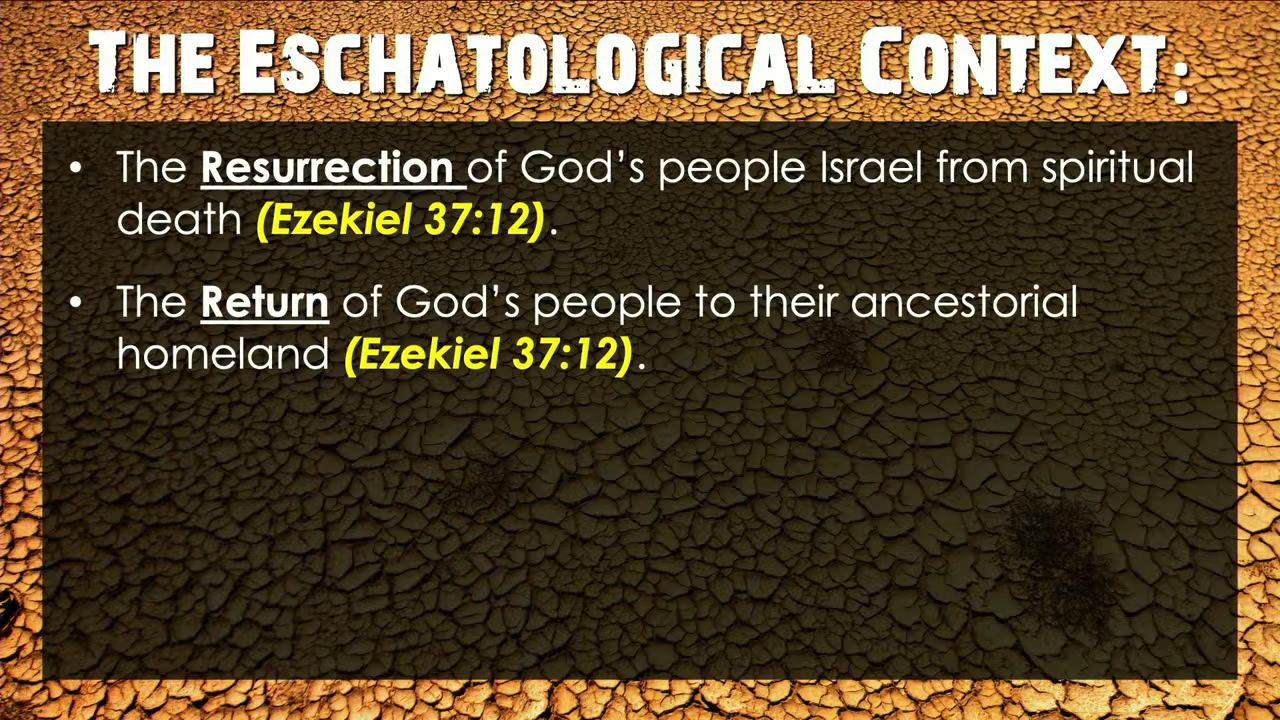 The Eschatological Context:
• The Resurrection of God's people Israel from spiritual
death (Ezekiel 37:12).
• The Return of God's people to their ancestorial
homeland (Ezekiel 37:12).